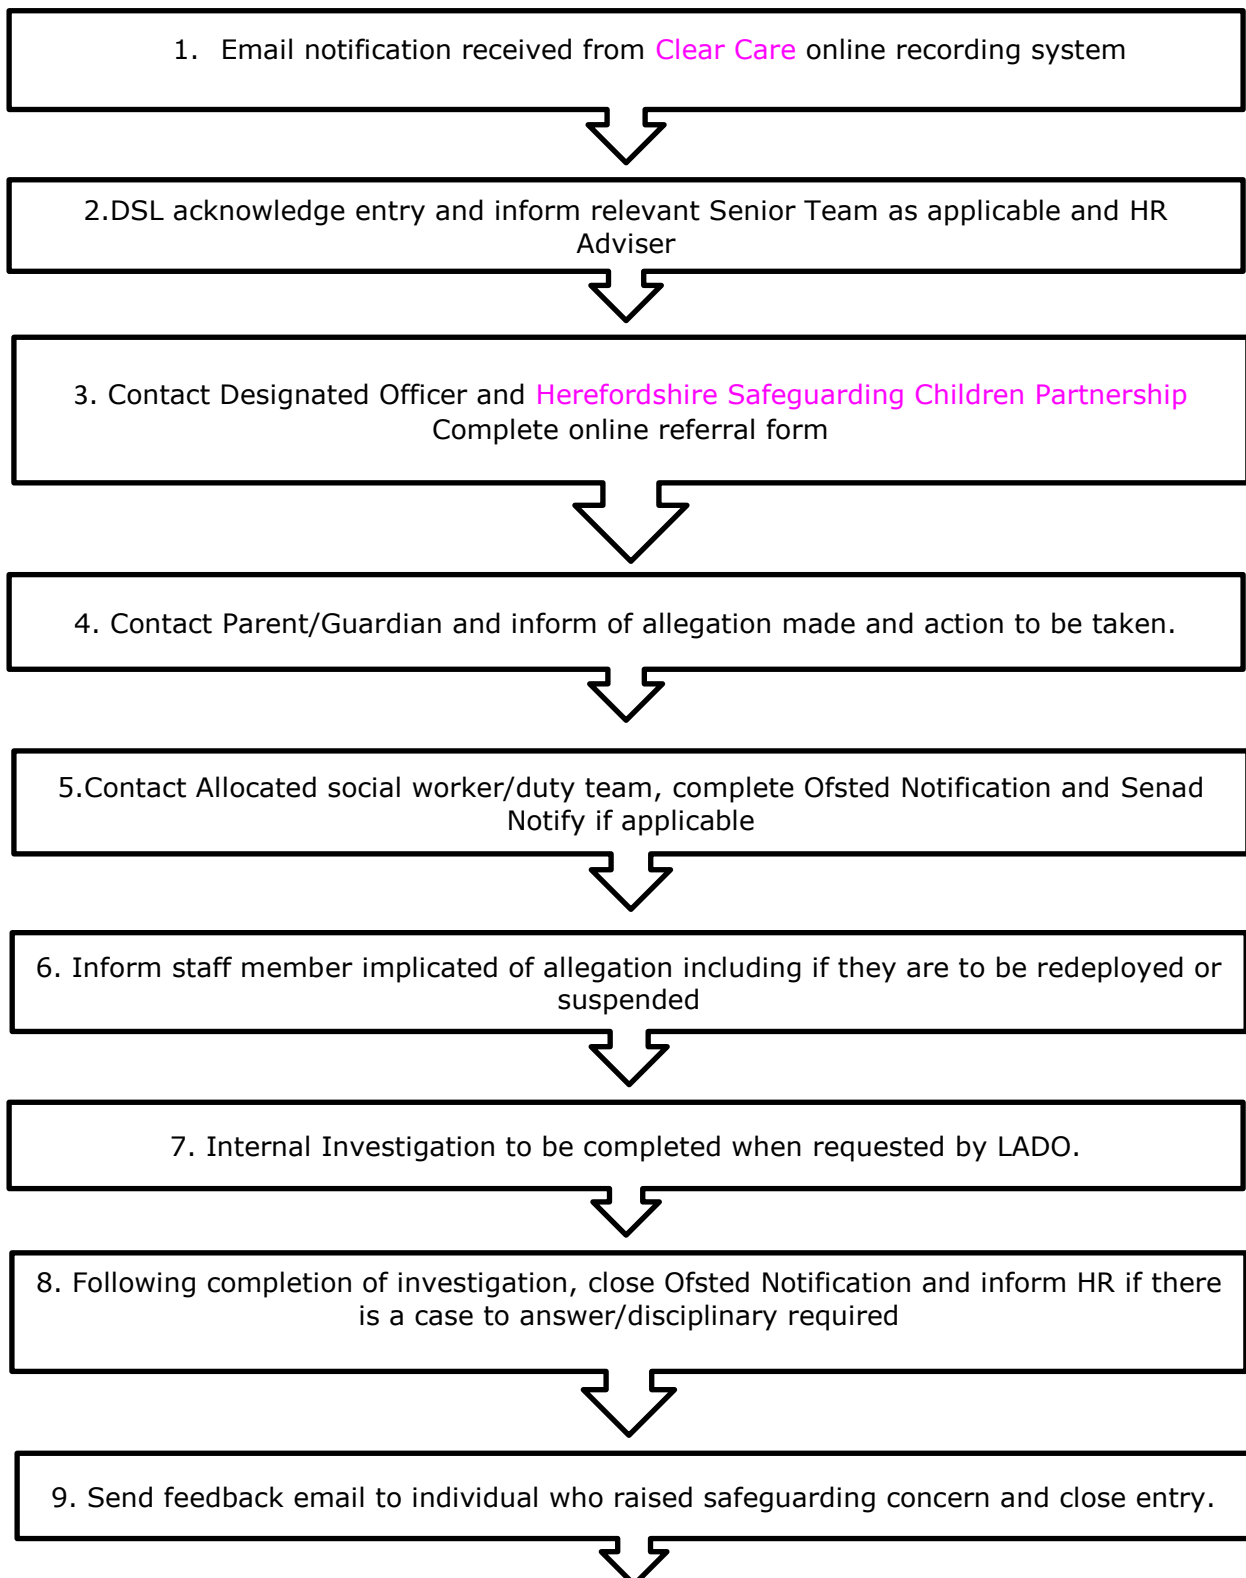 1. Email notification received from Clear Care online recording system
2.DSL acknowledge entry and inform relevant Senior Team as applicable and HR
Adviser
3. Contact Designated Officer and Herefordshire Safeguarding Children Partnership
Complete online referral form
4. Contact Parent/Guardian and inform of allegation made and action to be taken.
5.Contact Allocated social worker/duty team, complete Ofsted Notification and Senad
Notify if applicable
6. Inform staff member implicated of allegation including if they are to be redeployed or
suspended
7. Internal Investigation to be completed when requested by LADO.
8. Following completion of investigation, close Ofsted Notification and inform HR if there
is a case to answer/disciplinary required
9. Send feedback email to individual who raised safeguarding concern and close entry.